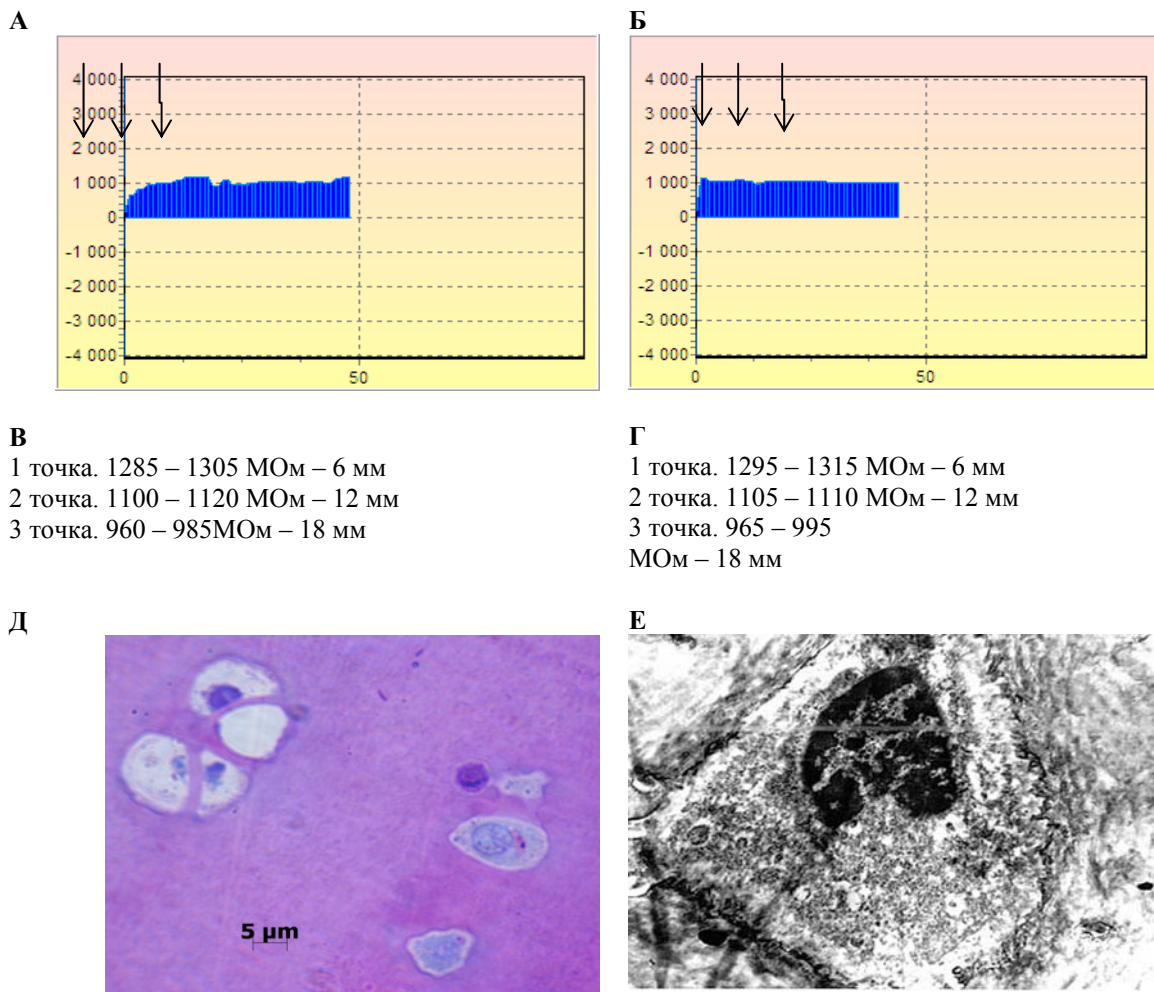 А
Б
4 000
3 000
2 000
1 000
0
-1 000
-2 000
-3 000
-4 000
0
50
4 000
3 000
2 000
1 000
0
-1 000
-2 000
-3 000
-4 000
0
50
В
1 точка. 1285 – 1305 МОм – 6 мм
2 точка. 1100 – 1120 МОм – 12 мм
3 точка. 960 – 985МОм – 18 мм
Г
1 точка. 1295 – 1315 МОм – 6 мм
2 точка. 1105 – 1110 МОм – 12 мм
3 точка. 965 – 995
МОм – 18 мм
Д
Е
5 µm